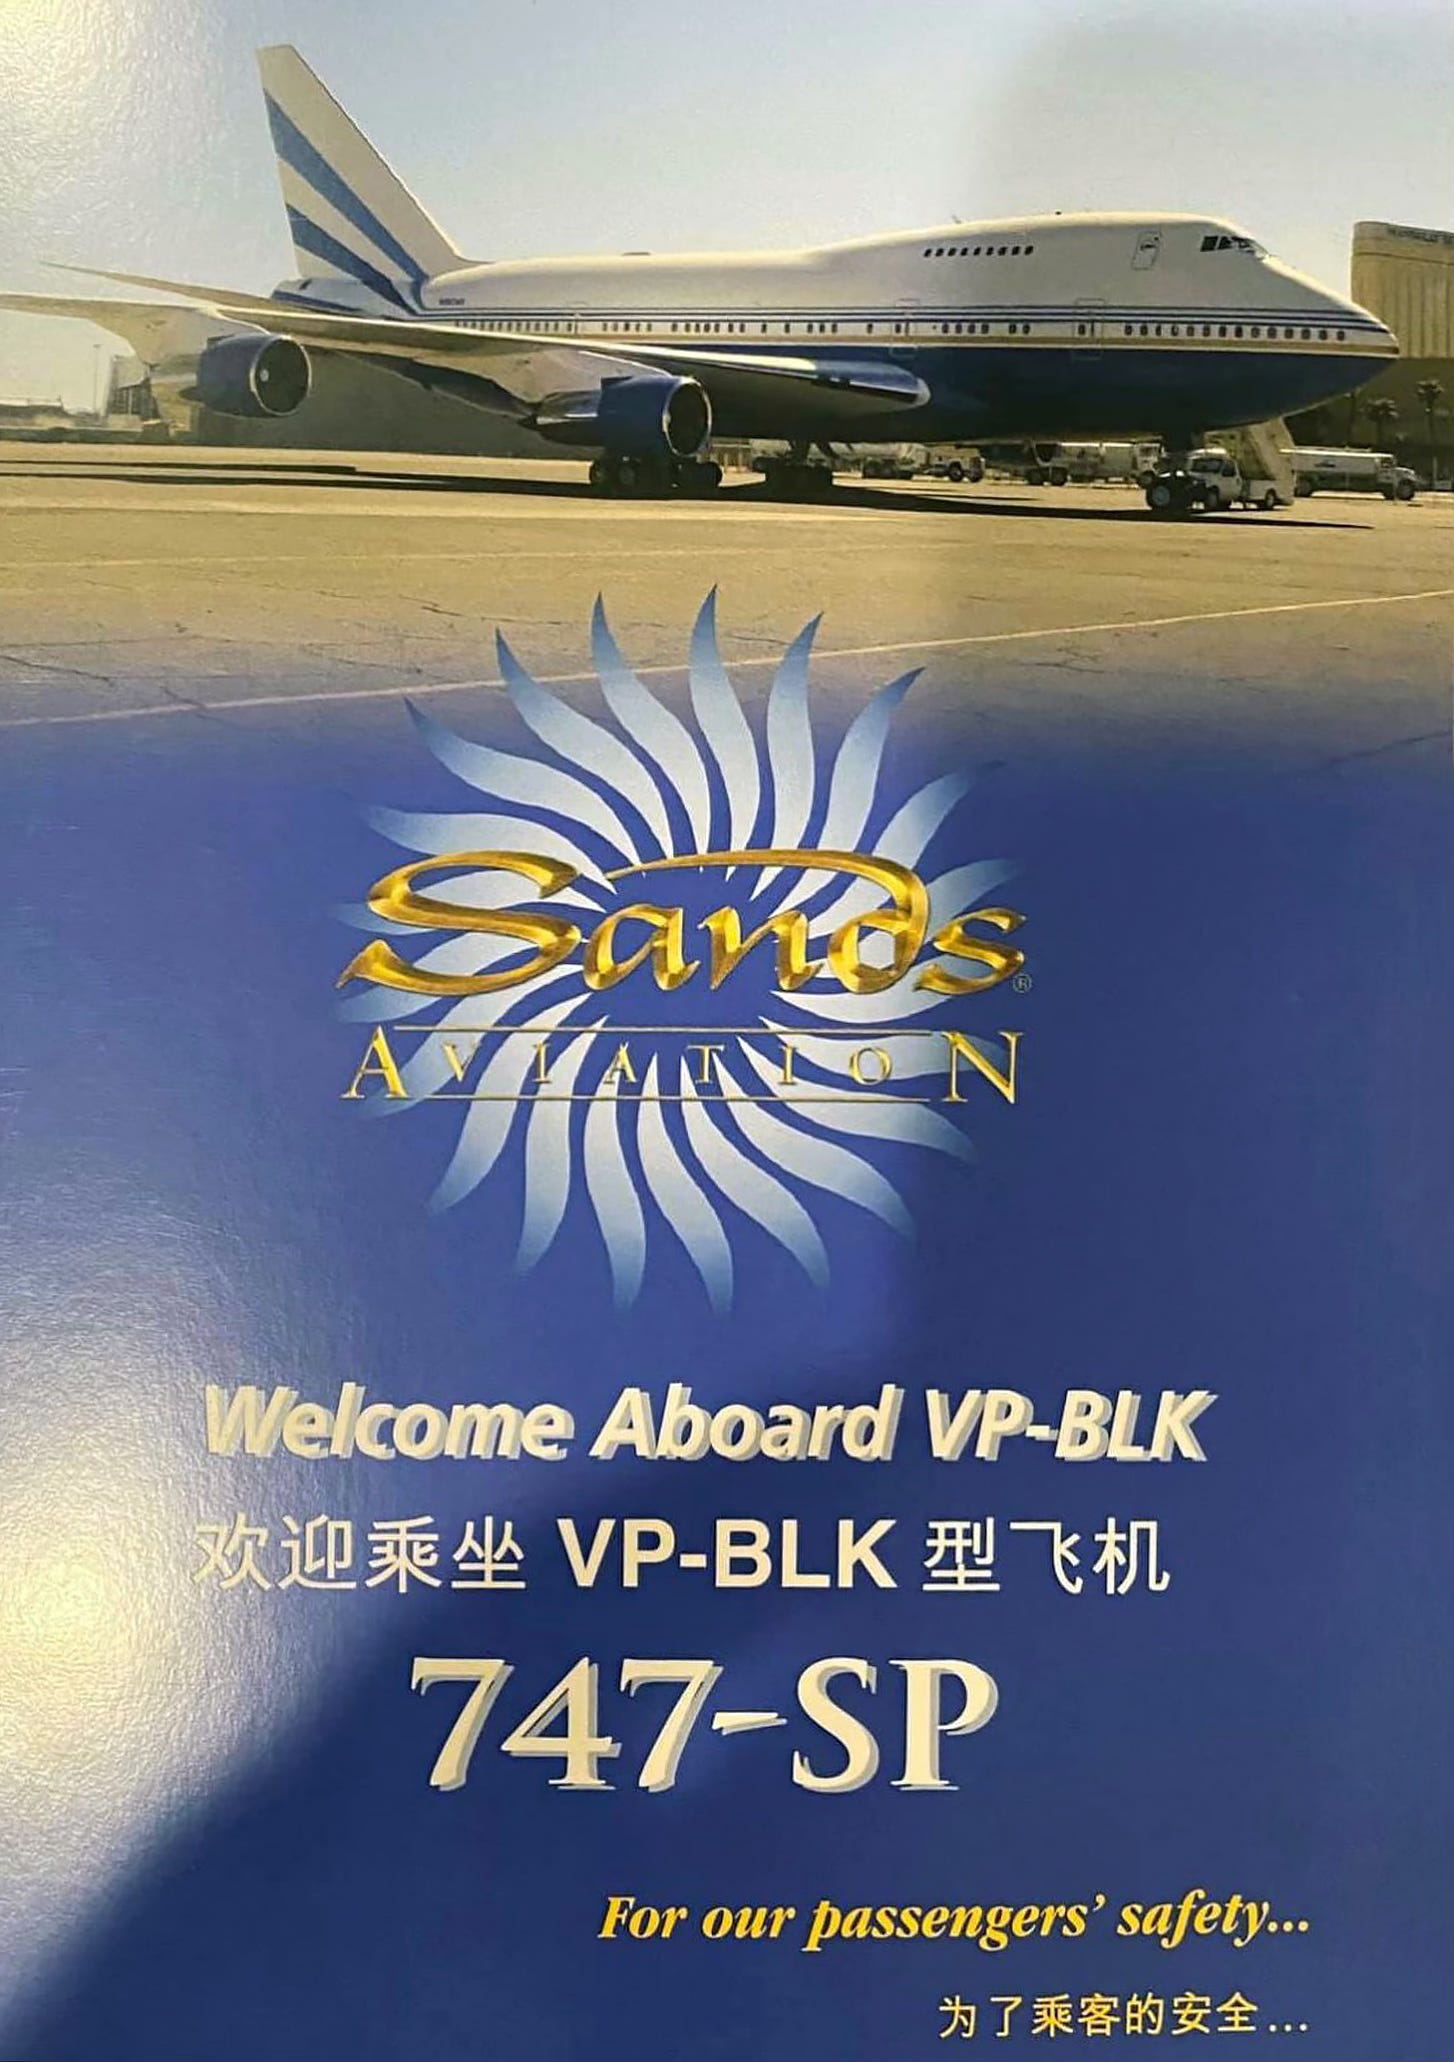 Sands®
AVIATION
Welcome Aboard VP-BLK
欢迎乘坐 VP-BLK 型飞机
747-SP
For our passengers' safety...
为了乘客的安全...